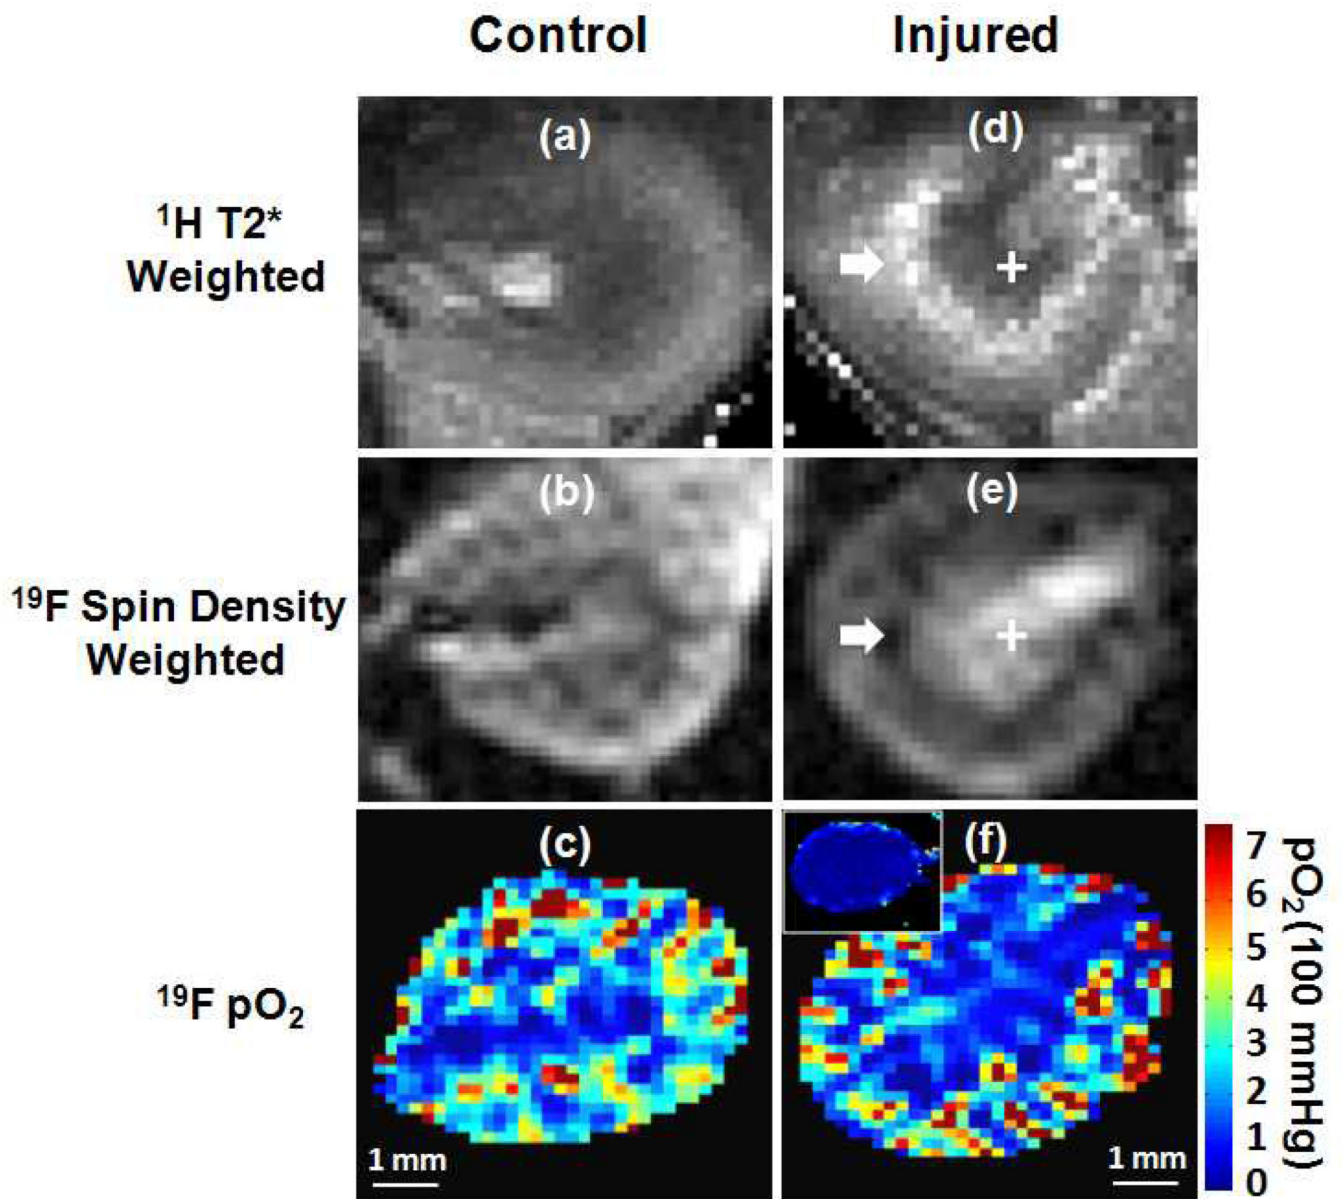 Control Injured
(a) (d)
¹H T2*
Weighted
(b) (e)
¹⁹F Spin Density
Weighted
(c) (f)
¹⁹F pO₂
7
6
5
4
3
2
1
0
pO₂(100 mmHg)
1 mm 1 mm